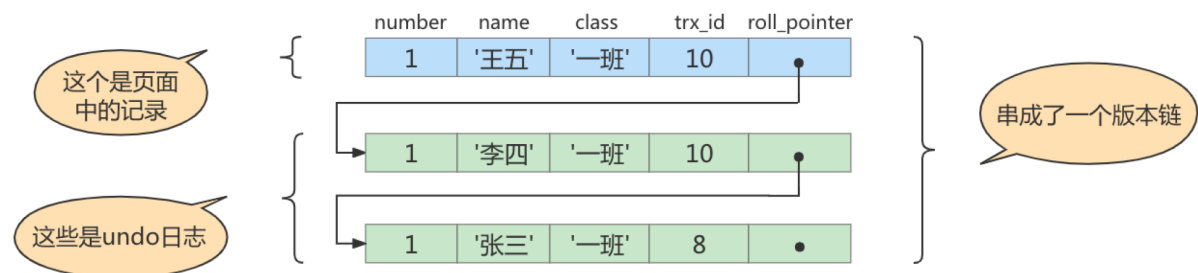 number name class trx_id roll_pointer
1 '王五' '一班' 10
这个是页面
中的记录
串成了一个版本链
1 '李四' '一班' 10
这些是undo日志
1 '张三' '一班' 8